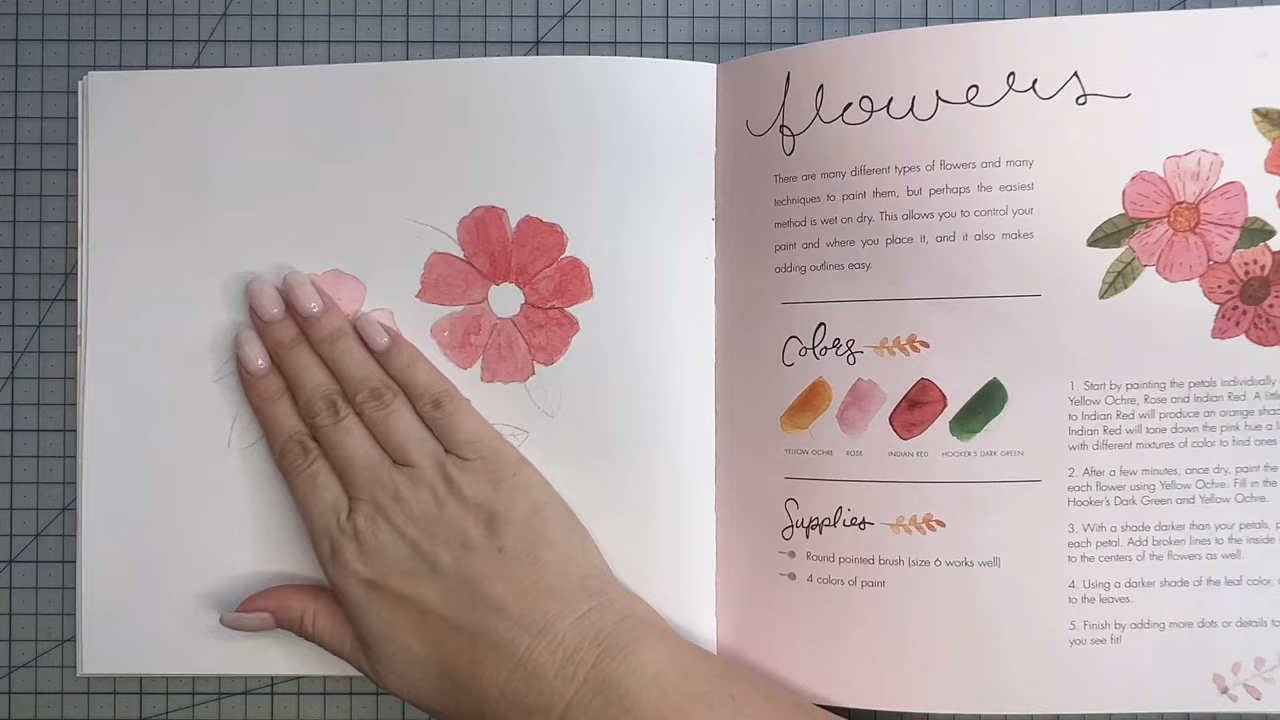 flowers
There are many different types of flowers and many
techniques to paint them, but perhaps the easiest
method is wet on dry. This allows you to control your
paint and where you place it, and it also makes
adding outlines easy.
Colors
YELLOW OCHRE ROSE INDIAN RED HOOKER'S DARK GREEN
Supplies
Round pointed brush (size 6 works well)
4 colors of paint
1. Start by painting the petals individually
Yellow Ochre, Rose and Indian Red. A
to Indian Red will produce an orange
Indian Red will tone down the pink hue a
with different mixtures of color to find ones
2. After a few minutes, once dry, paint the
each flower using Yellow Ochre. Fill in the
Hooker's Dark Green and Yellow Ochre.
3. With a shade darker than your petals,
each petal. Add broken lines to the inside
to the centers of the flowers as well.
4. Using a darker shade of the leaf color,
to the leaves.
5. Finish by adding more dots or details to
you see fit!